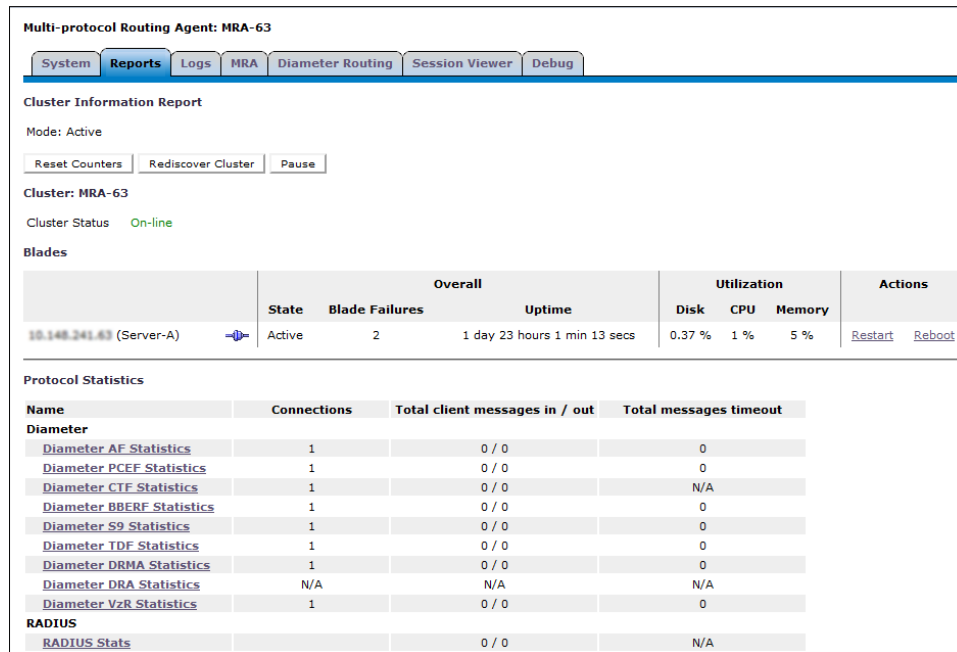 Multi-protocol Routing Agent: MRA-63
System Reports Logs MRA Diameter Routing Session Viewer Debug
Cluster Information Report
Mode: Active
Reset Counters Rediscover Cluster Pause
Cluster: MRA-63
Cluster Status On-line
Blades
Overall Utilization Actions
State Blade Failures Uptime Disk CPU Memory
(Server-A) Active 2 1 day 23 hours 1 min 13 secs 0.37 % 1 % 5 % Restart Reboot
Protocol Statistics
Name Connections Total client messages in / out Total messages timeout
Diameter
Diameter AF Statistics 1 0 / 0 0
Diameter PCEF Statistics 1 0 / 0 0
Diameter CTF Statistics 1 0 / 0 N/A
Diameter BBERF Statistics 1 0 / 0 0
Diameter S9 Statistics 1 0 / 0 0
Diameter TDF Statistics 1 0 / 0 0
Diameter DRMA Statistics 1 0 / 0 0
Diameter DRA Statistics N/A N/A N/A
Diameter VzR Statistics 1 0 / 0 0
RADIUS
RADIUS Stats 0 / 0 N/A